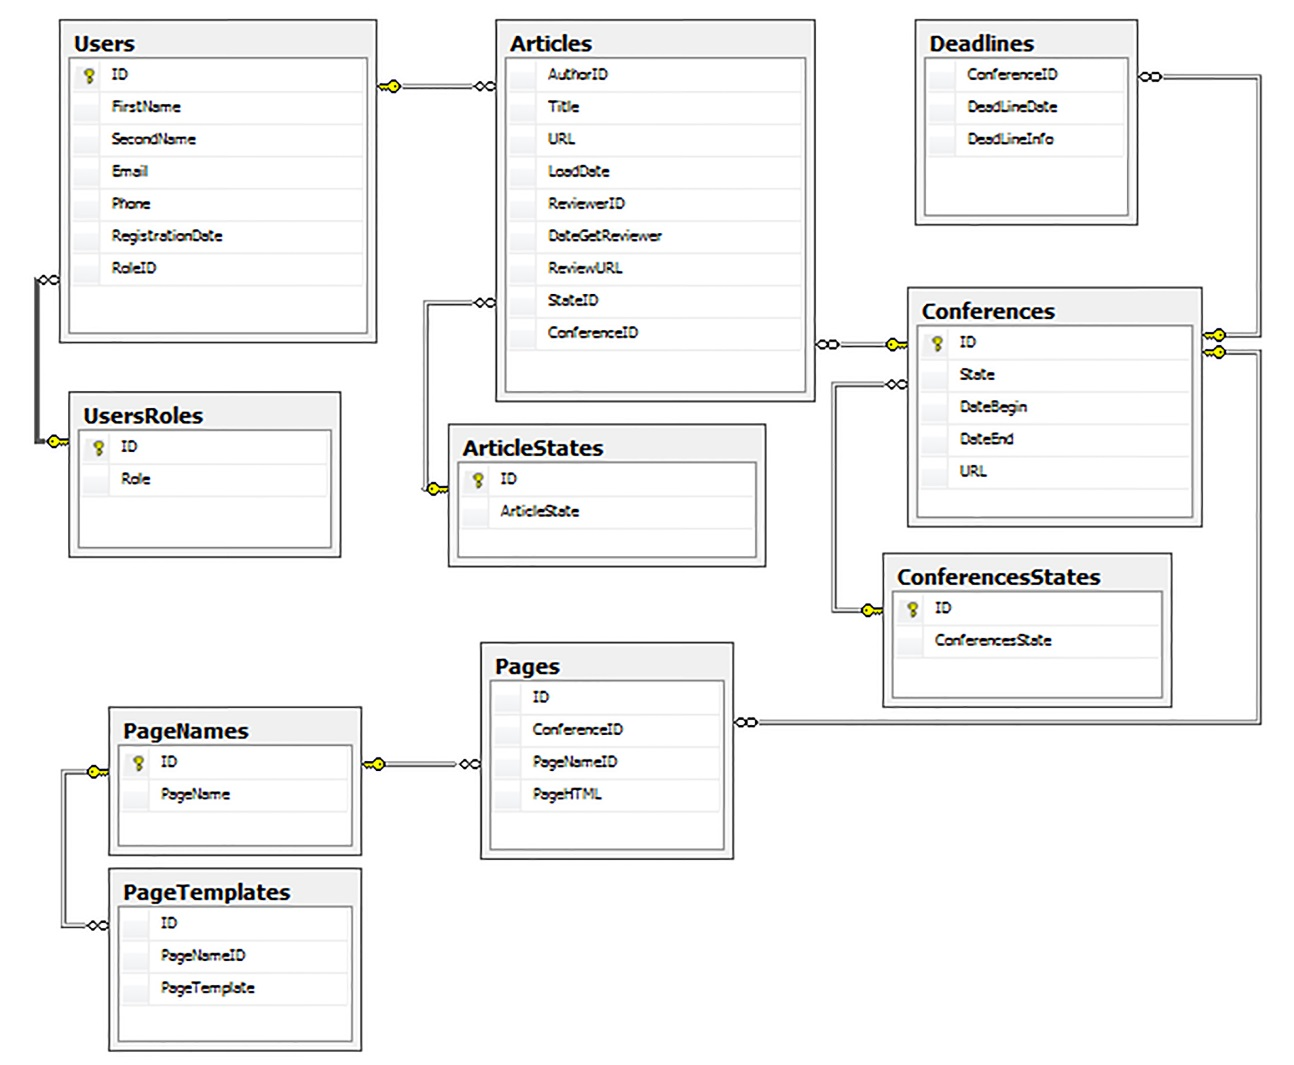 Users
ID
FirstName
SecondName
Email
Phone
RegistrationDate
RoleID
UsersRoles
ID
Role
Articles
AuthorID
Title
URL
LoadDate
ReviewerID
DateGetReviewer
ReviewURL
StateID
ConferenceID
ArticleStates
ID
ArticleState
Deadlines
ConferenceID
DeadLineDate
DeadLineInfo
Conferences
ID
State
DateBegin
DateEnd
URL
ConferencesStates
ID
ConferencesState
Pages
ID
ConferenceID
PageNameID
PageHTML
PageNames
ID
PageName
PageTemplates
ID
PageNameID
PageTemplate